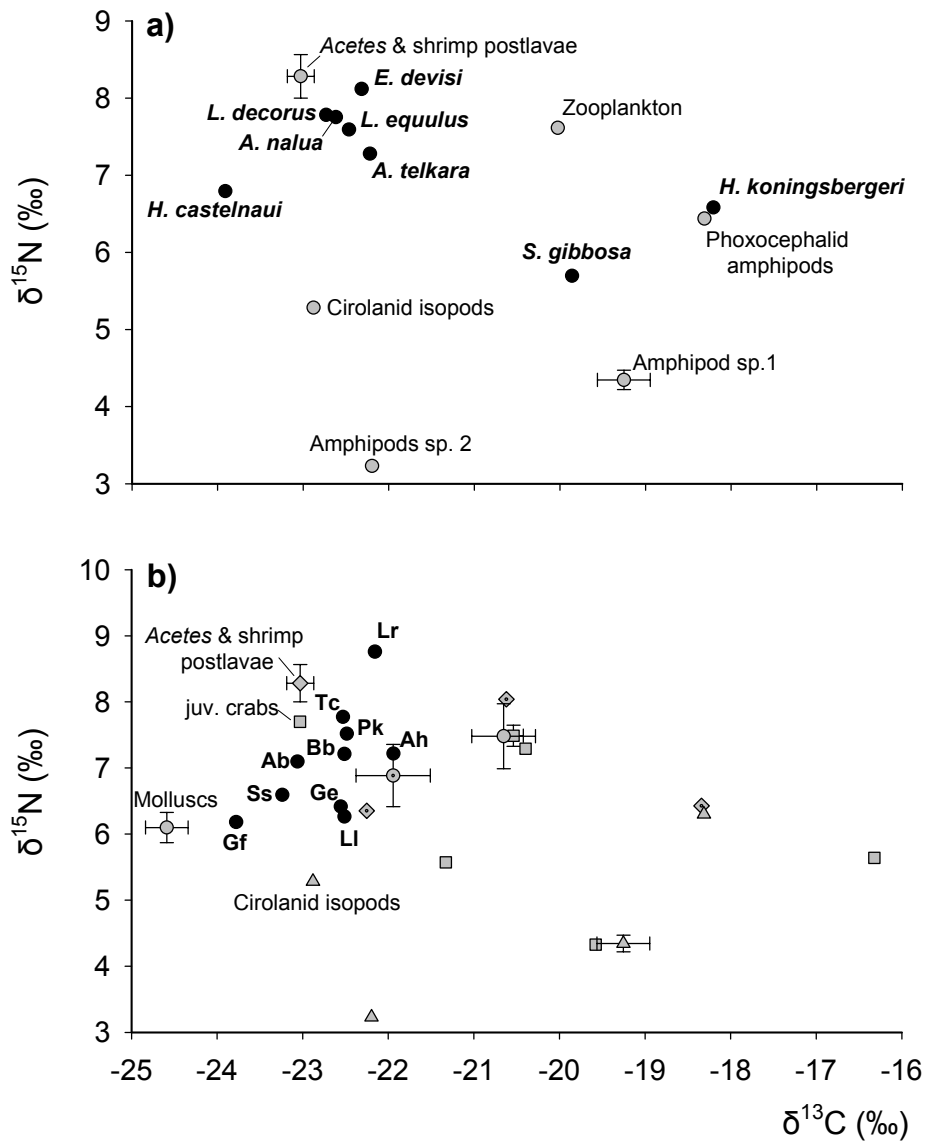 a)
9
8
7
6
5
4
3
δ15N (‰)
Acetes & shrimp postlavae
E. devisi
L. decorus
A. nalua
L. equulus
A. telkara
Zooplankton
H. castelnaui
H. koningsbergeri
Phoxocephalid
amphipods
S. gibbosa
Cirolanid isopods
Amphipod sp.1
Amphipods sp. 2
b)
10
9
8
7
6
5
4
3
δ15N (‰)
Acetes & shrimp
postlavae
juv. crabs
Lr
Tc
Pk
Ah
Bb
Ab
Ss
Ge
Ll
Gf
Molluscs
Cirolanid isopods
-25 -24 -23 -22 -21 -20 -19 -18 -17 -16
δ13C (‰)